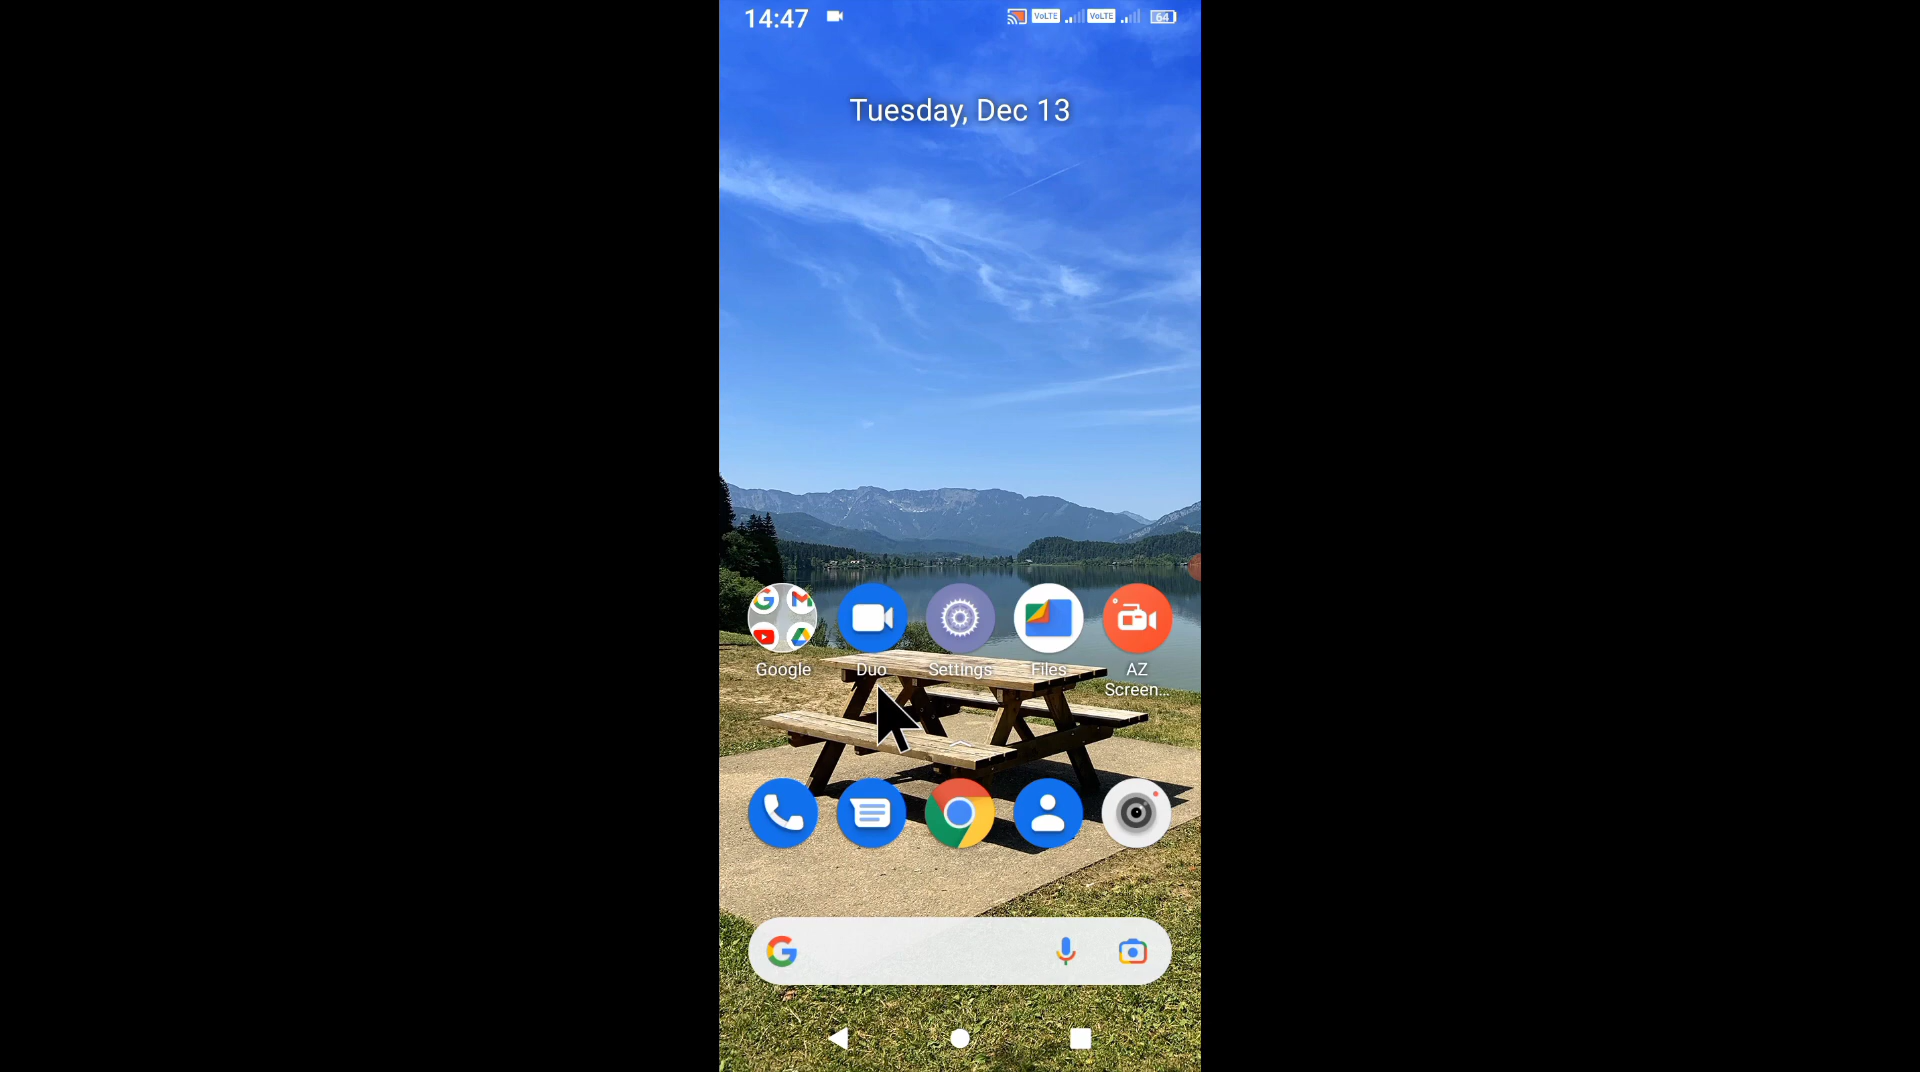 14:47 VoLTE VoLTE 64
Tuesday, Dec 13
Google Duo Settings Files AZ
Screen...